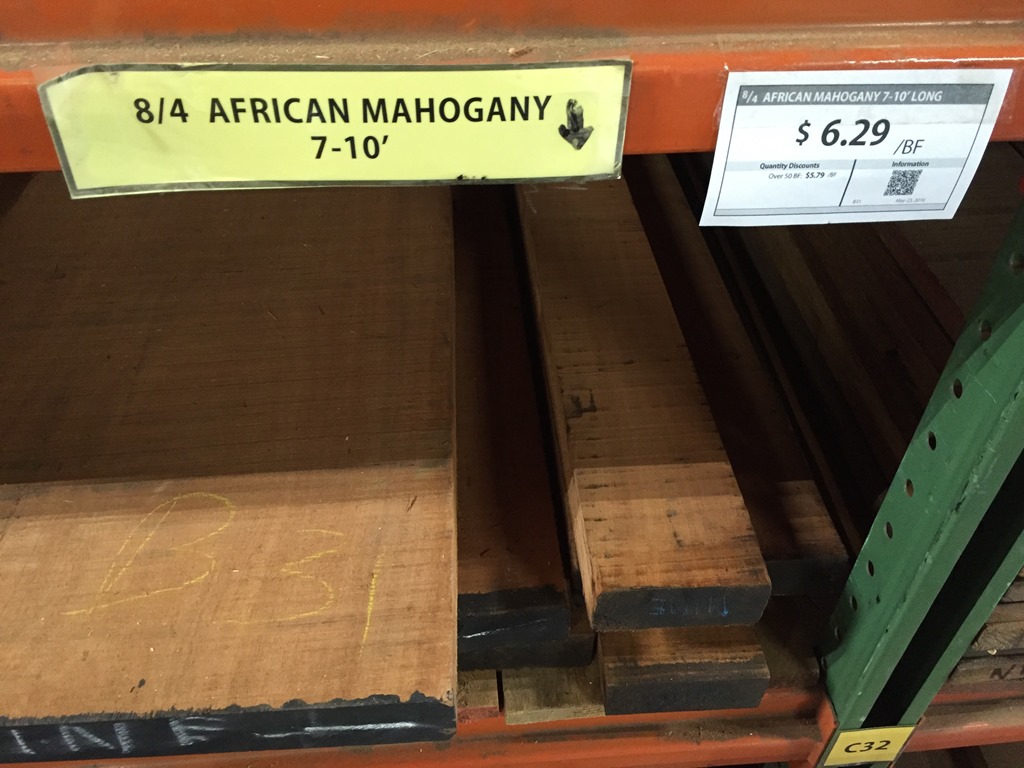 8/4 AFRICAN MAHOGANY
7-10'
8/4 AFRICAN MAHOGANY 7-10' LONG
$ 6.29 /BF
Quantity Discounts
Over 50 BF: $5.79 /BF
Information
B31
C32